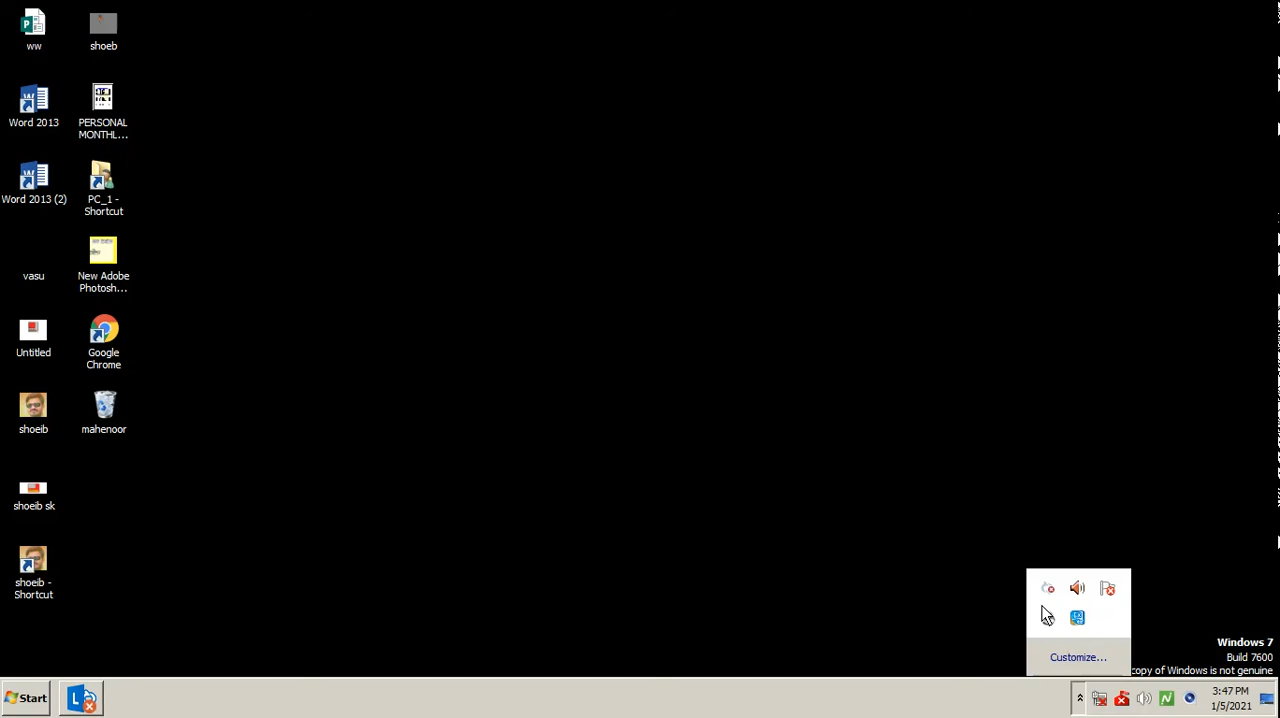 ww
shoeb
Word 2013
PERSONAL
MONTHL...
Word 2013 (2)
PC_1 -
Shortcut
vasu
New Adobe
Photosh...
Untitled
Google
Chrome
shoeib
mahenoor
shoeib sk
shoeib -
Shortcut
Customize...
Windows 7
Build 7600
copy of Windows is not genuine
Start
3:47 PM
1/5/2021